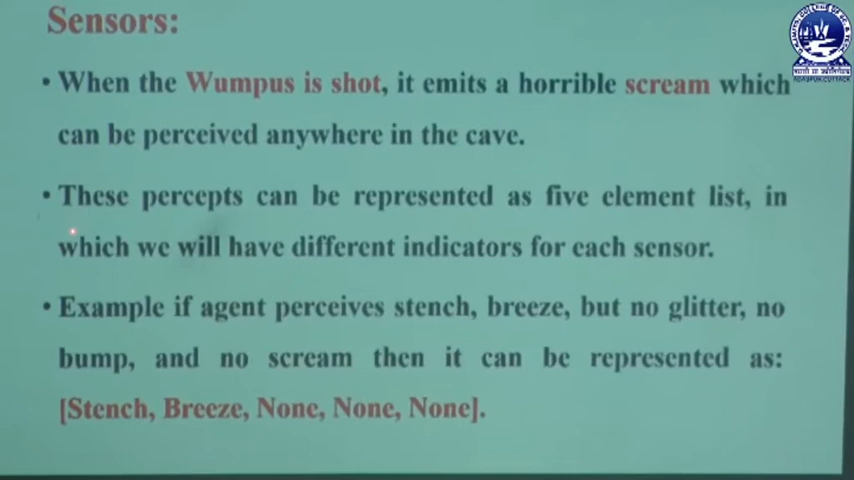 Sensors:
• When the Wumpus is shot, it emits a horrible scream which
can be perceived anywhere in the cave.
• These percepts can be represented as five element list, in
which we will have different indicators for each sensor.
• Example if agent perceives stench, breeze, but no glitter, no
bump, and no scream then it can be represented as:
[Stench, Breeze, None, None, None].